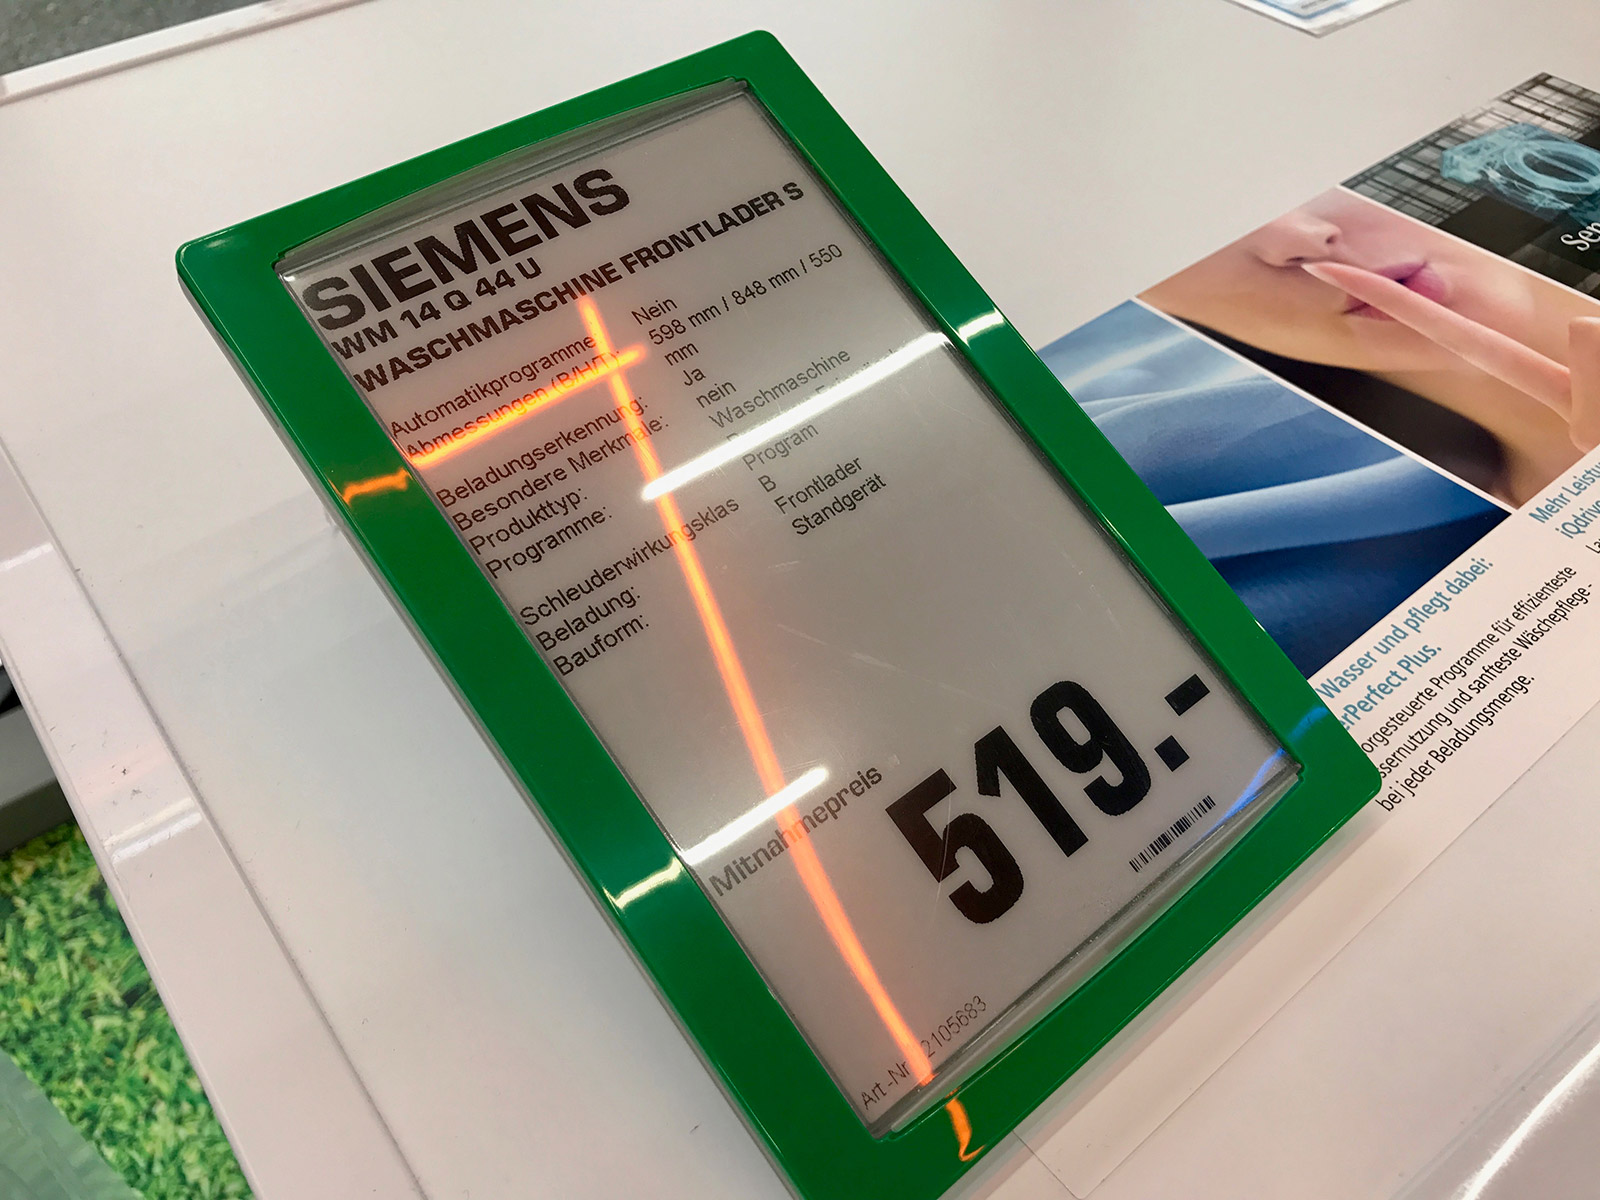 SIEMENS
WM 14 Q 44 U
WASCHMASCHINE FRONTLADER S
Automatikprogramme: Nein
Abmessungen (B/H/T): 598 mm / 848 mm / 550
mm
Beladungserkennung: Ja
Besondere Merkmale: nein
Produkttyp: Waschmaschine
Programme:
Program
Schleuderwirkungsklas B
Beladung: Frontlader
Bauform: Standgerät
Mitnahmepreis
519.-
Art.-Nr. 2105683
Sen
Mehr Leistu
iQdriv
Wasser und pflegt dabei:
erPerfect Plus.
orgesteuerte Programme für effizienteste
ssernutzung und sanfteste Wäschepflege -
bei jeder Beladungsmenge.